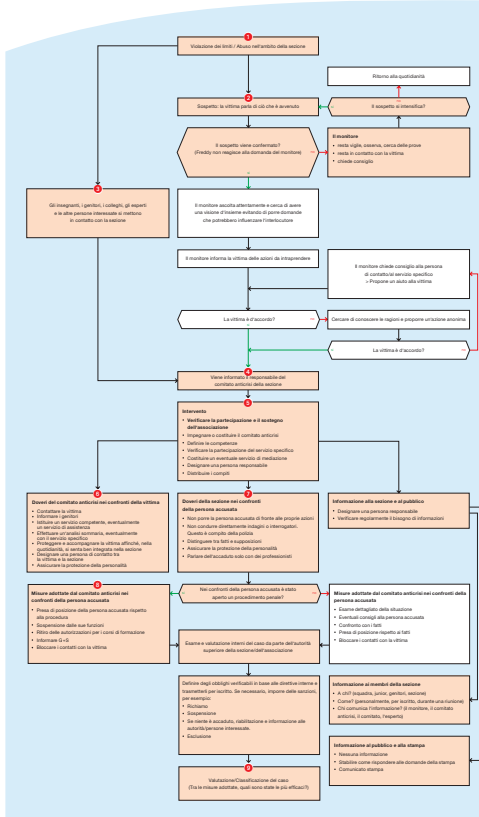 1
Violazione dei limiti / Abuso nell'ambito della sezione
Ritorno alla quotidianità
2
Sospetto: la vittima parla di ciò che è avvenuto
Il sospetto si intensifica?
Il sospetto viene confermato?
(Freddy non reagisce alla domanda del monitore)
Il monitore
• resta vigile, osserva, cerca delle prove
• resta in contatto con la vittima
• chiede consiglio
3
Gli insegnanti, i genitori, i colleghi, gli esperti
e le altre persone interessate si mettono
in contatto con la sezione
Il monitore ascolta attentamente e cerca di avere
una visione d'insieme evitando di porre domande
che potrebbero influenzare l'interlocutore
Il monitore informa la vittima delle azioni da intraprendere
Il monitore chiede consiglio alla persona
di contatto/al servizio specifico
> Propone un aiuto alla vittima
La vittima è d'accordo?
Cercare di conoscere le ragioni e proporre un'azione anonima
La vittima è d'accordo?
4
Viene informato il responsabile del
comitato anticrisi della sezione
5
Intervento
• Verificare la partecipazione e il sostegno
dell'associazione
• Impegnare o costituire il comitato anticrisi
• Definire le competenze
• Verificare la partecipazione del servizio specifico
• Costituire un eventuale servizio di mediazione
• Designare una persona responsabile
• Distribuire i compiti
6
Doveri del comitato anticrisi nei confronti della vittima
• Contattare la vittima
• Informare i genitori
• Istituire un servizio competente, eventualmente
un servizio di assistenza
• Effettuare un'analisi sommaria, eventualmente
con il servizio specifico
• Proteggere e accompagnare la vittima affinché, nella
quotidianità, si senta ben integrata nella sezione
• Designare una persona di contatto tra
la vittima e la sezione
• Assicurare la protezione della personalità
7
Doveri della sezione nei confronti
della persona accusata
• Non porre la persona accusata di fronte alle proprie azioni
• Non condurre direttamente indagini o interrogatori.
Questo è compito della polizia
• Distinguere tra fatti e supposizioni
• Assicurare la protezione della personalità
• Parlare dell'accaduto solo con dei professionisti
Informazione alla sezione e al pubblico
• Designare una persona responsabile
• Verificare regolarmente il bisogno di informazioni
8
Misure adottate dal comitato anticrisi nei
confronti della persona accusata
• Presa di posizione della persona accusata rispetto
alla procedura
• Sospensione dalle sue funzioni
• Ritiro delle autorizzazioni per i corsi di formazione
• Informare G+S
• Bloccare i contatti con la vittima
Nei confronti della persona accusata è stato
aperto un procedimento penale?
Misure adottate dal comitato anticrisi nei confronti della
persona accusata
• Esame dettagliato della situazione
• Eventuali consigli alla persona accusata
• Confronto con i fatti
• Presa di posizione rispetto ai fatti
• Bloccare i contatti con la vittima
Esame e valutazione interni del caso da parte dell'autorità
superiore della sezione/dell'associazione
Definire degli obblighi verificabili in base alle direttive interne e
trasmetterli per iscritto. Se necessario, imporre delle sanzioni,
per esempio:
• Richiamo
• Sospensione
• Se niente è accaduto, riabilitazione e informazione alle
autorità/persone interessate.
• Esclusione
Informazione ai membri della sezione
• A chi? (squadra, junior, genitori, sezione)
• Come? (personalmente, per iscritto, durante una riunione)
• Chi comunica l'informazione? (il monitore, il comitato
anticrisi, il comitato, l'esperto)
Informazione al pubblico e alla stampa
• Nessuna informazione
• Stabilire come rispondere alle domande della stampa
• Comunicato stampa
9
Valutazione/Classificazione del caso
(Tra le misure adottate, quali sono state le più efficaci?)